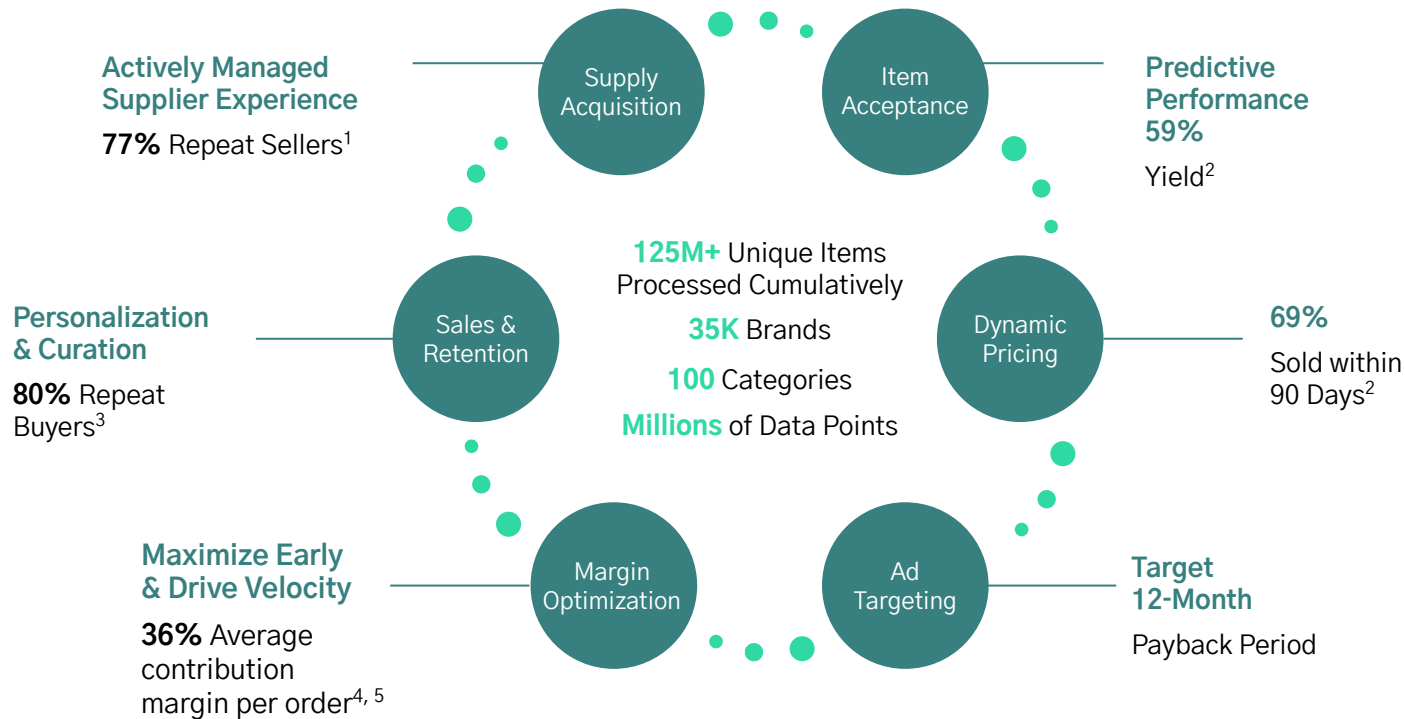 Actively Managed
Supplier Experience
77% Repeat Sellers1
Supply
Acquisition
Item
Acceptance
Predictive
Performance
59%
Yield2
125M+ Unique Items
Processed Cumulatively
35K Brands
100 Categories
Millions of Data Points
Personalization
& Curation
80% Repeat
Buyers3
Sales &
Retention
Dynamic
Pricing
69%
Sold within
90 Days2
Maximize Early
& Drive Velocity
36% Average
contribution
margin per order4, 5
Margin
Optimization
Ad
Targeting
Target
12-Month
Payback Period